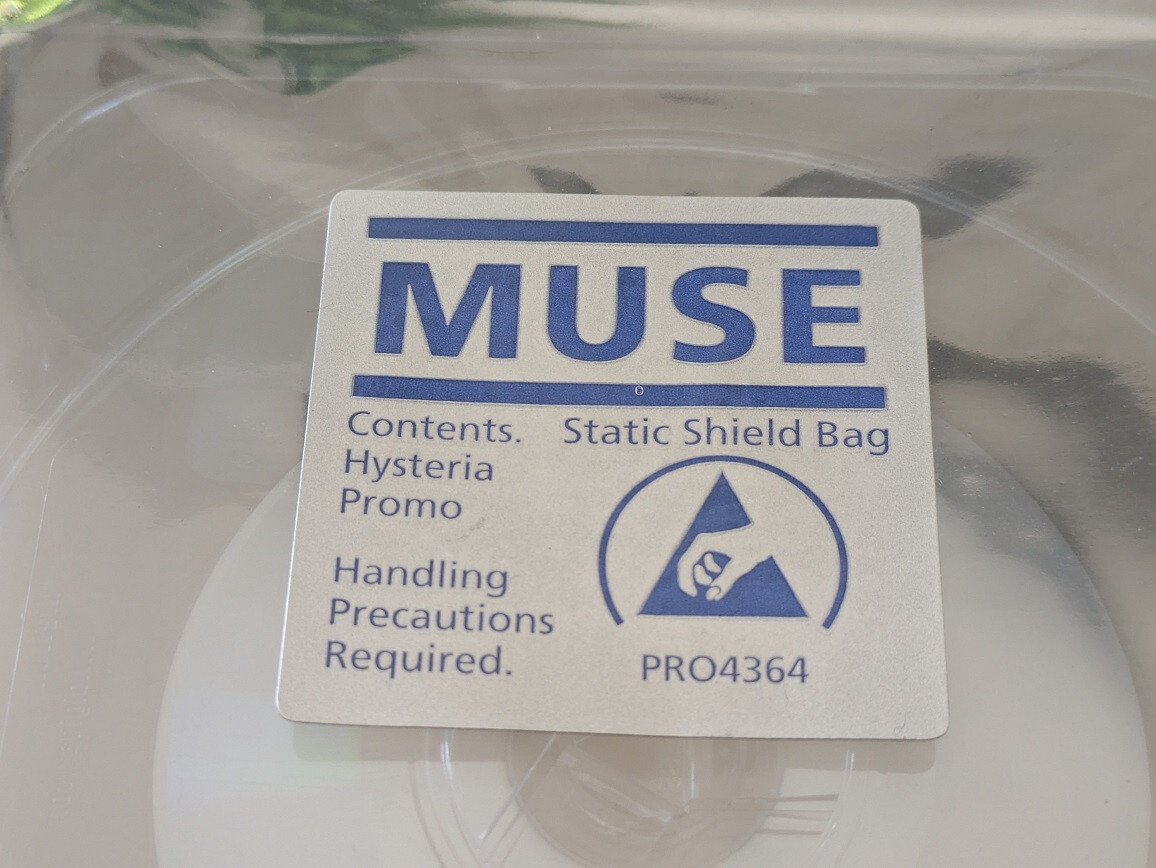 MUSE
Contents. Static Shield Bag
Hysteria
Promo
Handling
Precautions
Required.
PRO4364